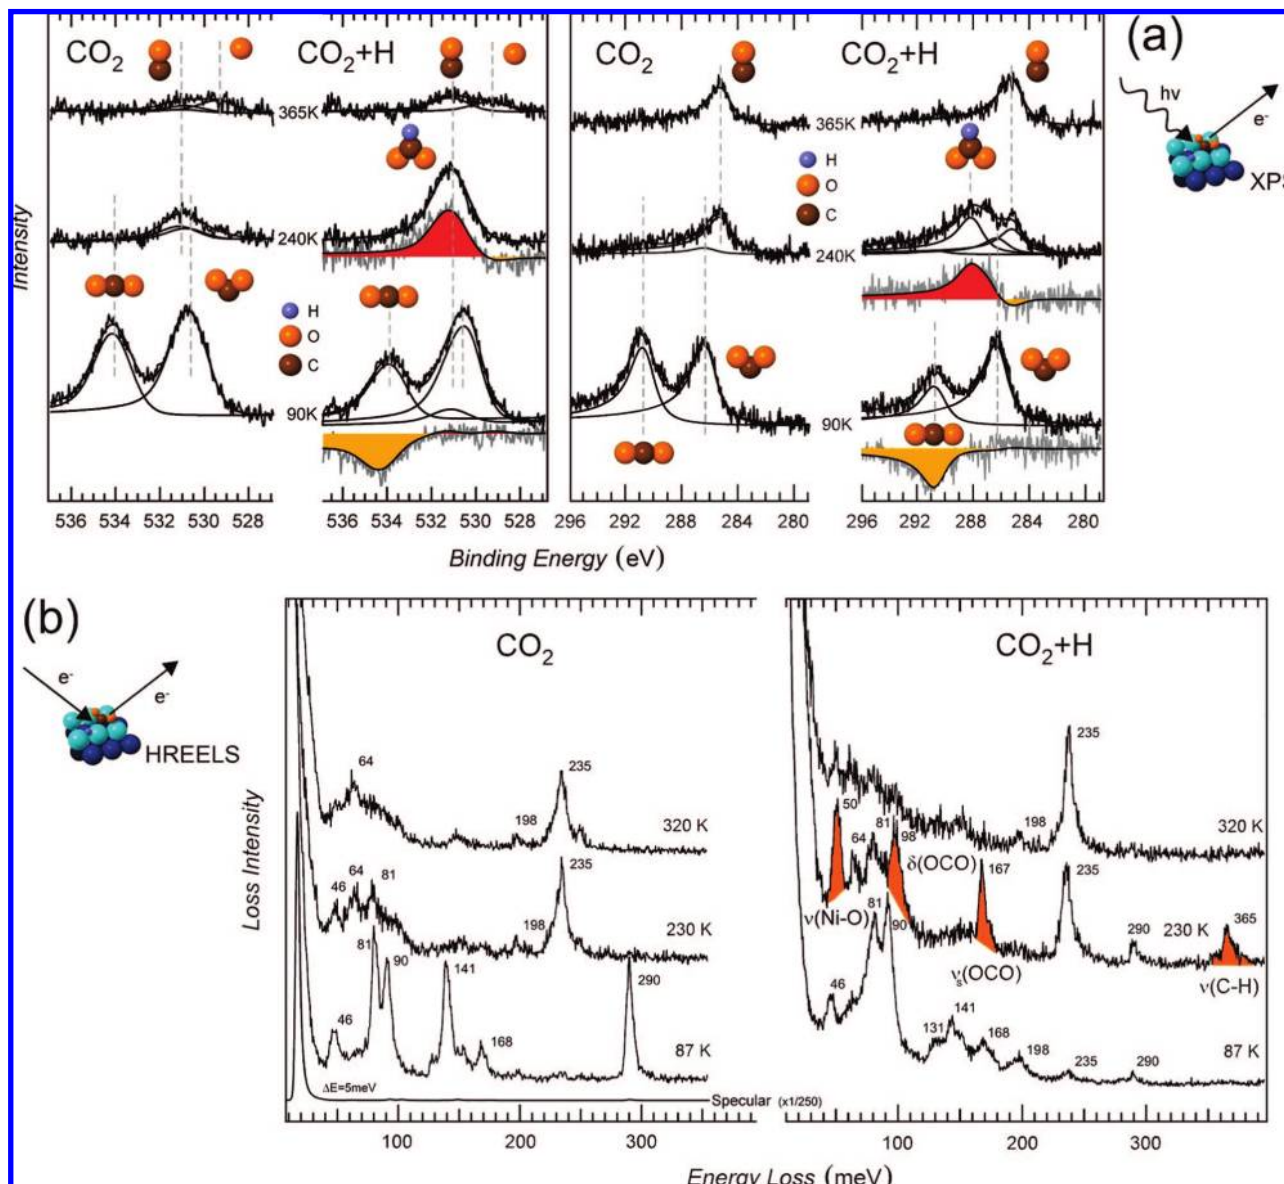 (a)
CO2
CO2+H
CO2
CO2+H
hν
e-
XPS
365K
365K
H
O
C
240K
240K
H
O
C
90K
90K
Intensity
536 534 532 530 528
536 534 532 530 528
296 292 288 284 280
296 292 288 284 280
Binding Energy (eV)
(b)
e-
e-
HREELS
CO2
CO2+H
Loss Intensity
64
198
235
320 K
46
64
81
198
235
230 K
46
81
90
141
168
290
87 K
ΔE=5meV
Specular (x1/250)
235
198
320 K
50
64
81
98
δ(OCO)
167
235
290
230 K
365
ν(Ni-O)
νs(OCO)
ν(C-H)
46
81
90
131
141
168
198
235
290
87 K
100 200 300
100 200 300
Energy Loss (meV)